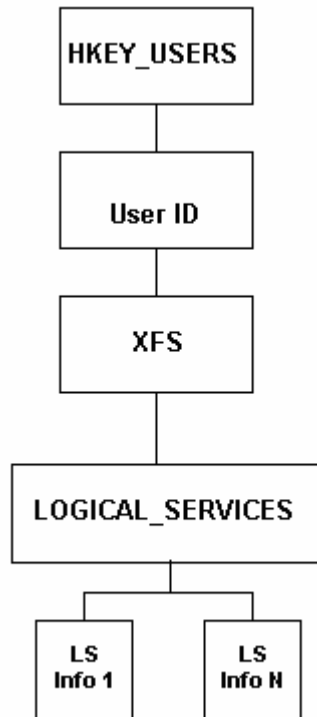 HKEY_USERS
User ID
XFS
LOGICAL_SERVICES
LS
Info 1
LS
Info N